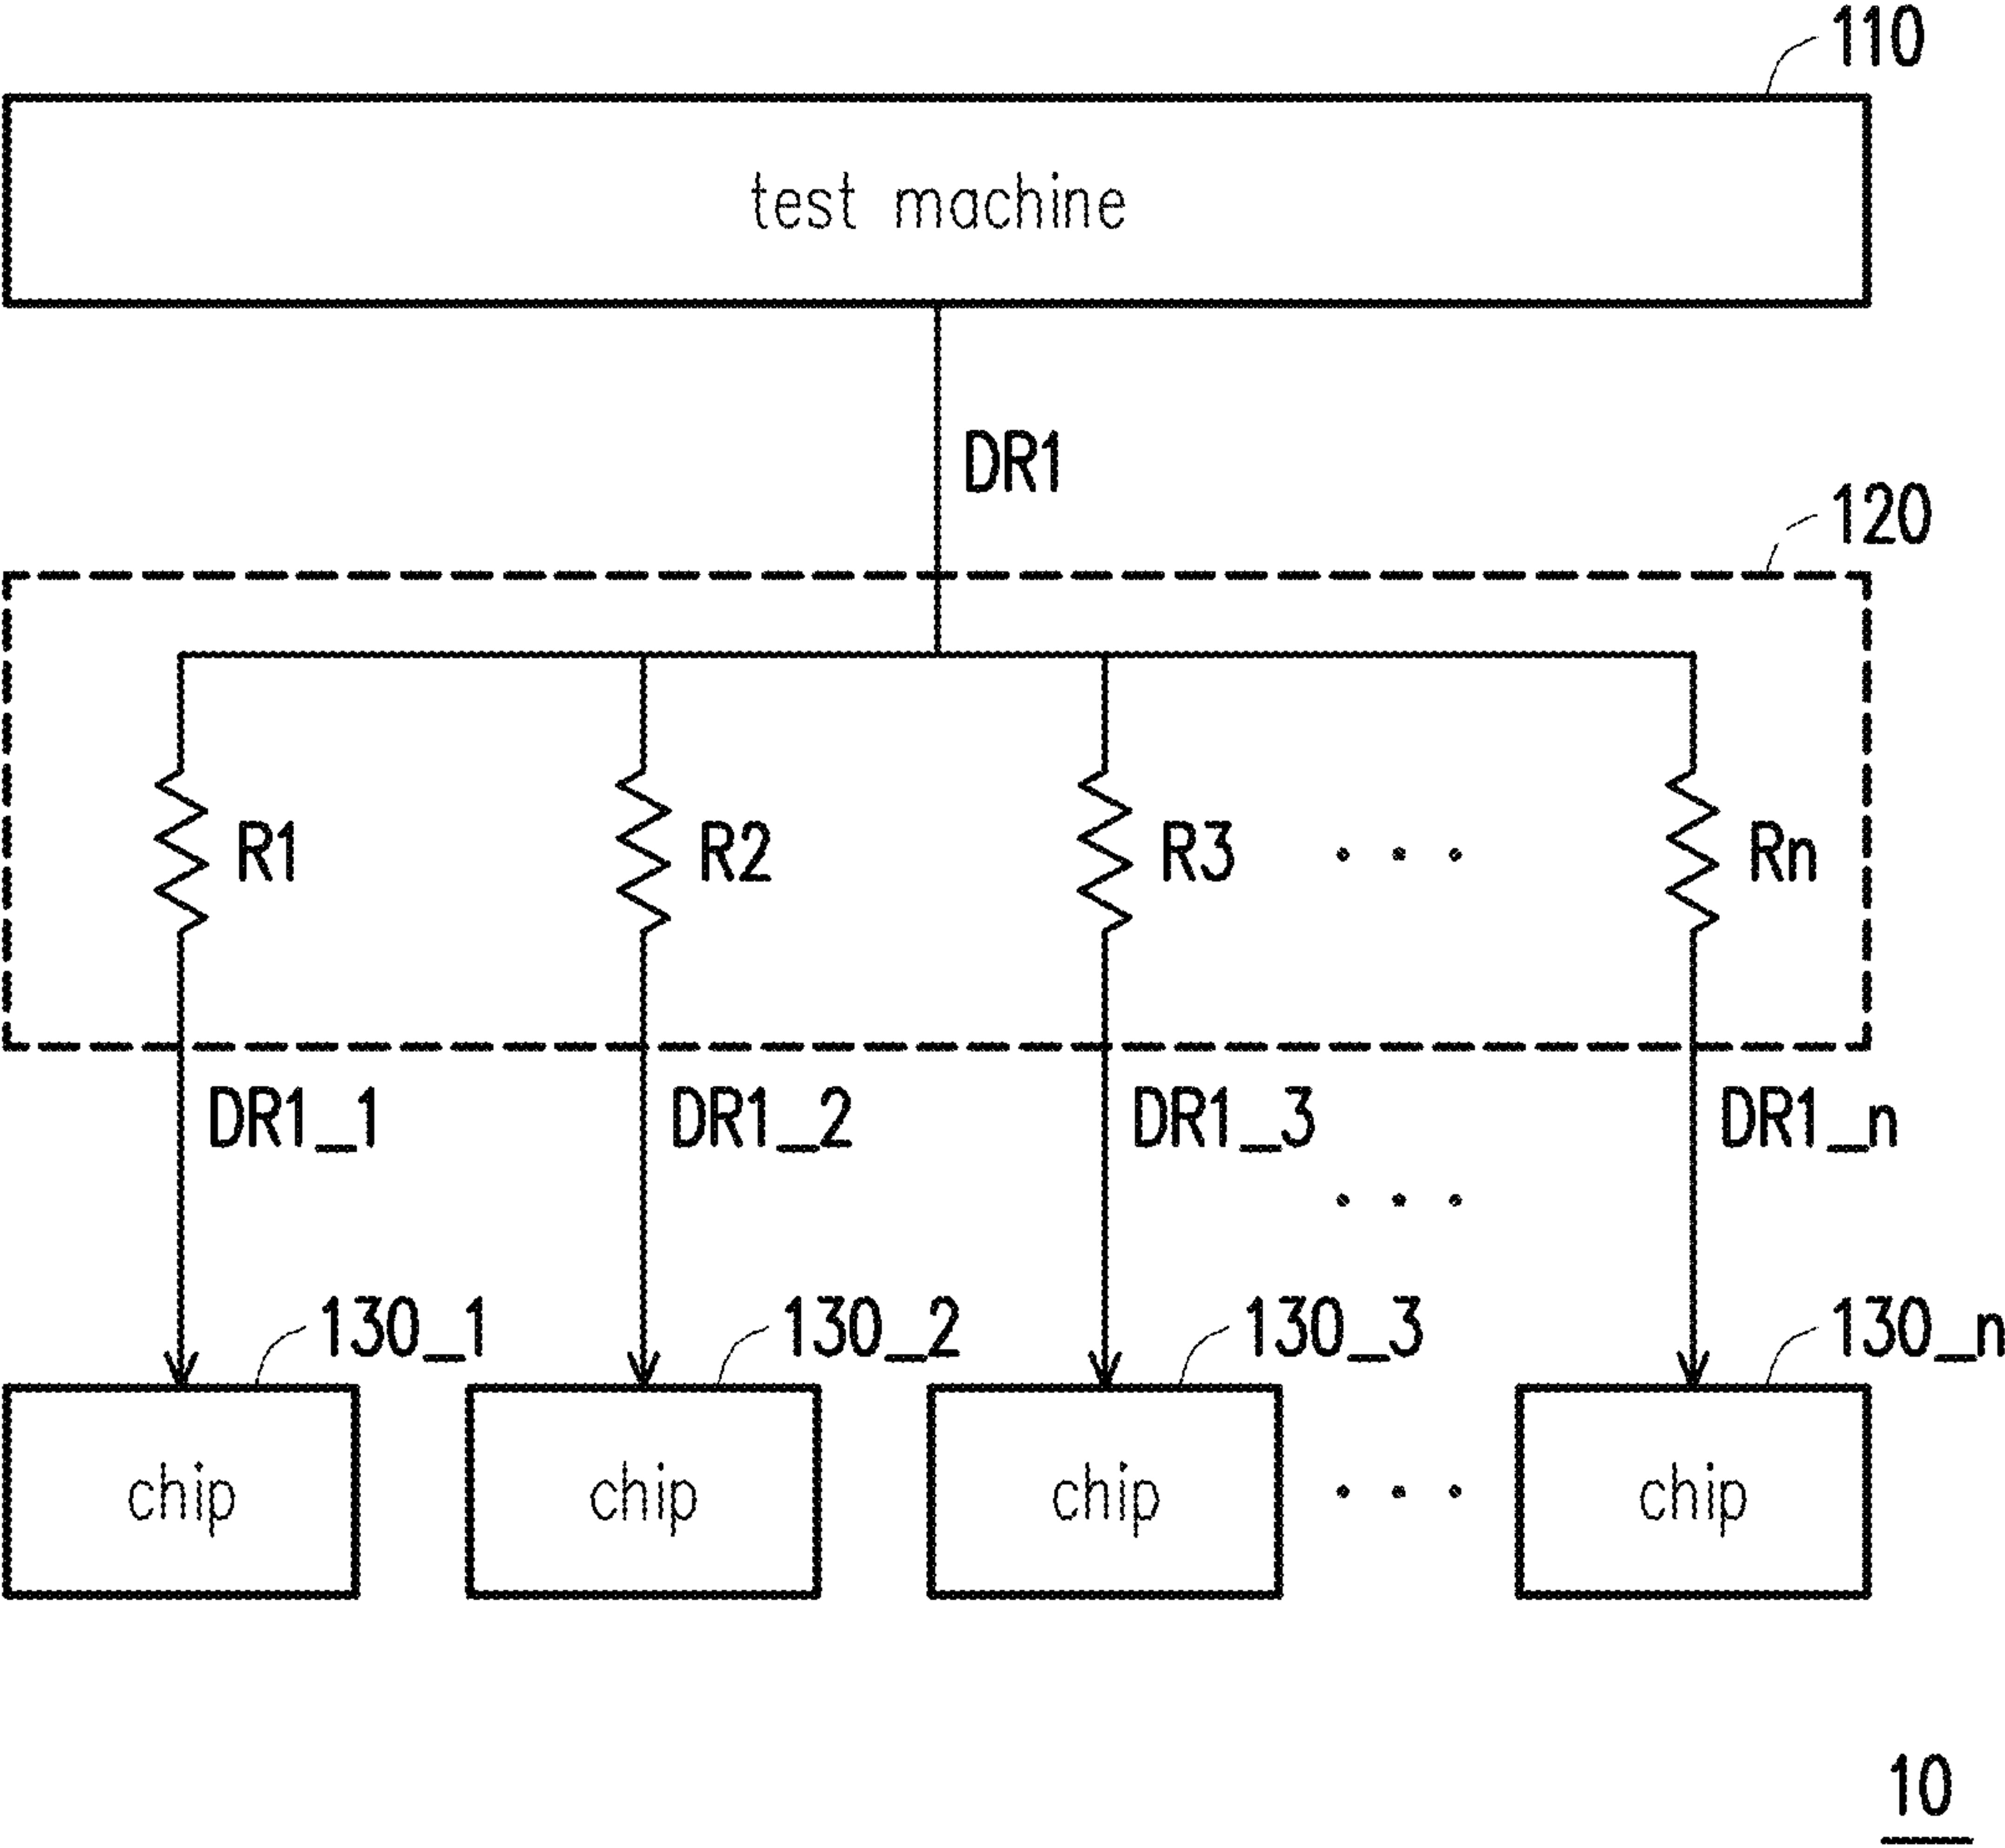 110
test machine
DR1
120
R1 R2 R3 . . . Rn
DR1_1 DR1_2 DR1_3 DR1_n
. . .
130_1 130_2 130_3 130_n
chip chip chip . . . chip
10